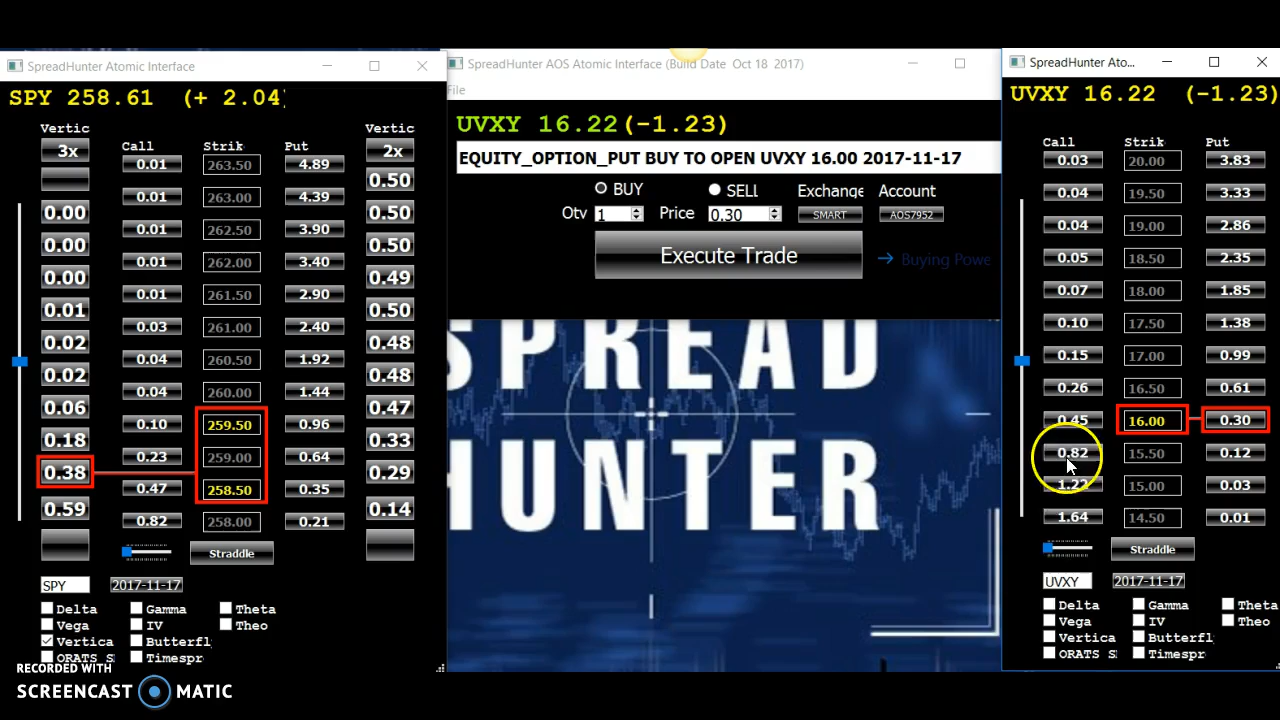 SpreadHunter Atomic Interface
SPY 258.61 (+ 2.04)
Vertic Vertic
3x Call Strik Put 2x
0.01 263.50 4.89
0.50
0.01 263.00 4.39
0.00 0.50
0.01 262.50 3.90
0.00 0.50
0.01 262.00 3.40
0.00 0.49
0.01 261.50 2.90
0.01 0.50
0.03 261.00 2.40
0.02 0.48
0.04 260.50 1.92
0.02 0.48
0.04 260.00 1.44
0.06 0.47
0.10 259.50 0.96
0.18 0.33
0.23 259.00 0.64
0.38 0.29
0.47 258.50 0.35
0.59 0.14
0.82 258.00 0.21
Straddle
SPY 2017-11-17
Delta Gamma Theta
Vega IV Theo
Vertica Butterfl
ORATS S Timespr
RECORDED WITH
SCREENCAST MATIC
SpreadHunter AOS Atomic Interface (Build Date Oct 18 2017)
File
UVXY 16.22(-1.23)
EQUITY_OPTION_PUT BUY TO OPEN UVXY 16.00 2017-11-17
BUY SELL Exchange Account
Qty 1 Price 0.30 SMART AOS7952
Execute Trade → Buying Powe
SPREAD
HUNTER
SpreadHunter Ato...
UVXY 16.22 (-1.23)
Call Strik Put
0.03 20.00 3.83
0.04 19.50 3.33
0.04 19.00 2.86
0.05 18.50 2.35
0.07 18.00 1.85
0.10 17.50 1.38
0.15 17.00 0.99
0.26 16.50 0.61
0.45 16.00 0.30
0.82 15.50 0.12
1.22 15.00 0.03
1.64 14.50 0.01
Straddle
UVXY 2017-11-17
Delta Gamma Theta
Vega IV Theo
Vertica Butterfl
ORATS S Timespr